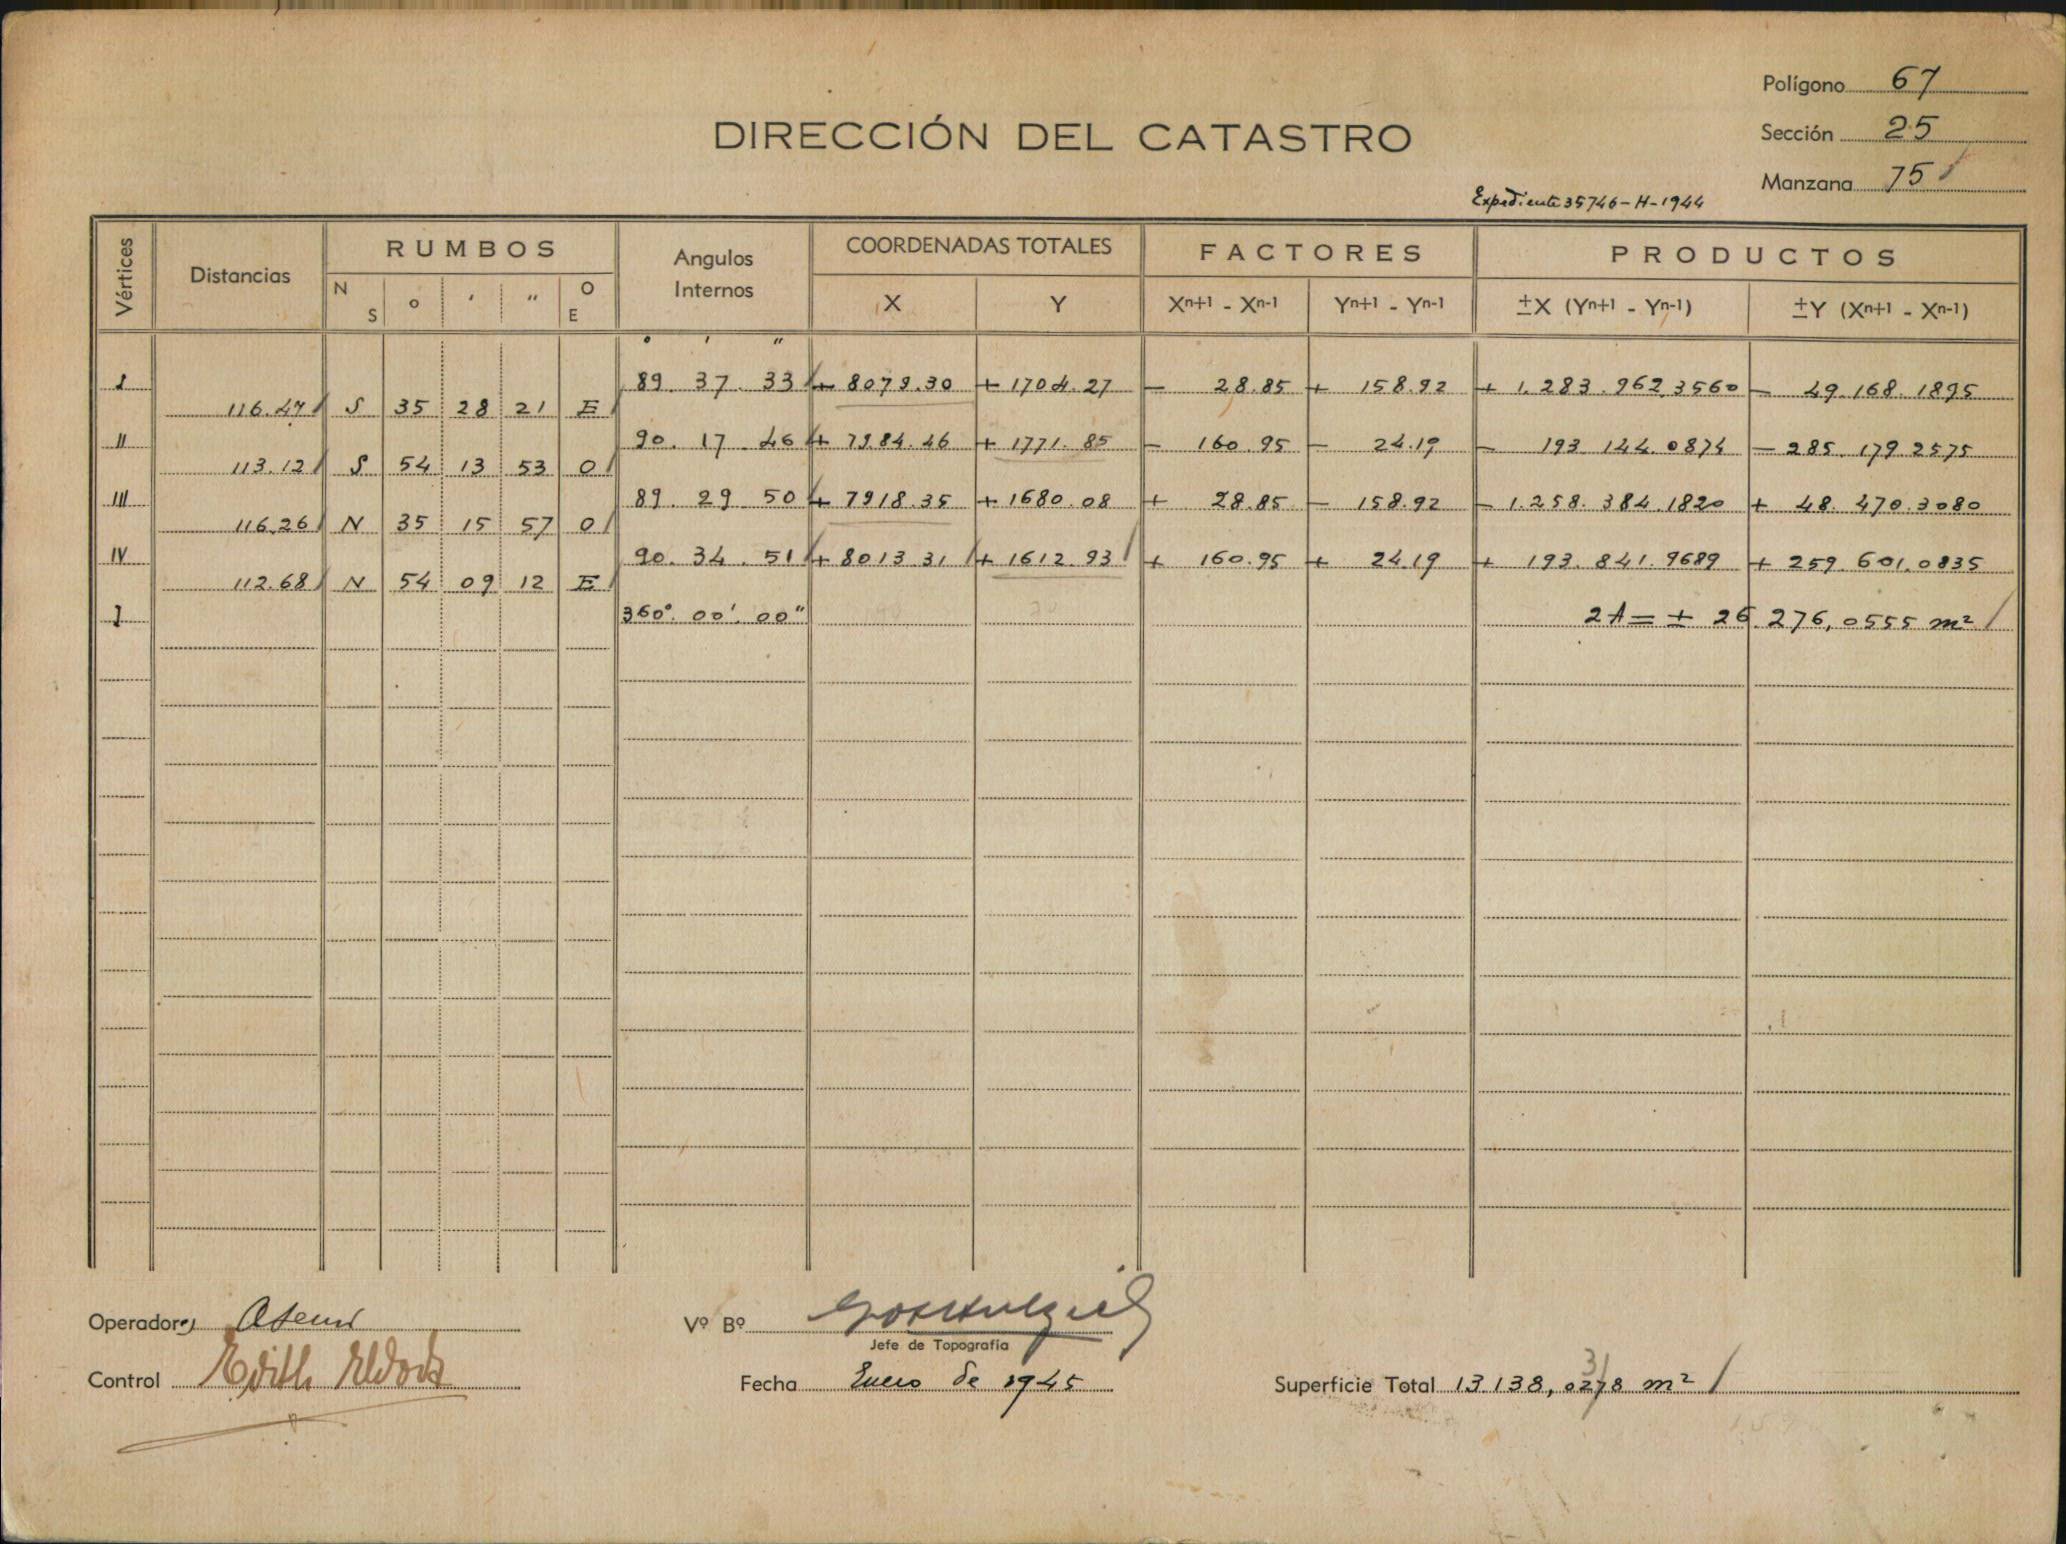 Polígono 67
DIRECCIÓN DEL CATASTRO
Sección 25
Manzana 75
Expediente 35746-H-1944
Vértices Distancias RUMBOS Angulos Internos COORDENADAS TOTALES FACTORES PRODUCTOS
N S ° ' " O E X Y Xn+1 - Xn-1 Yn+1 - Yn-1 ±X (Yn+1 - Yn-1) ±Y (Xn+1 - Xn-1)
° ' "
I 89. 37. 33 + 8079.30 + 1704.27 - 28.85 + 158.92 + 1.283.962.3560 - 49.168.1895
116.47 S 35 28 21 E
II 90. 17. 46 + 7984.46 + 1771.85 - 160.95 - 24.19 - 193 144.0874 - 285.179 2575
113.12 S 54 13 53 O
III 89 29 50 + 7918.35 + 1680.08 + 28.85 - 158.92 - 1.258.384.1820 + 48.470.3080
116.26 N 35 15 57 O
IV 90. 34. 51 + 8013.31 + 1612.93 + 160.95 + 24.19 + 193.841.9689 + 259.601.0835
112.68 N 54 09 12 E
I 360°. 00'. 00" 2A = ± 26.276,0555 m²
Operador
Vº Bº
Jefe de Topografía
Control Edith
Fecha Enero de 1945
Superficie Total 13138,0278 m²
3